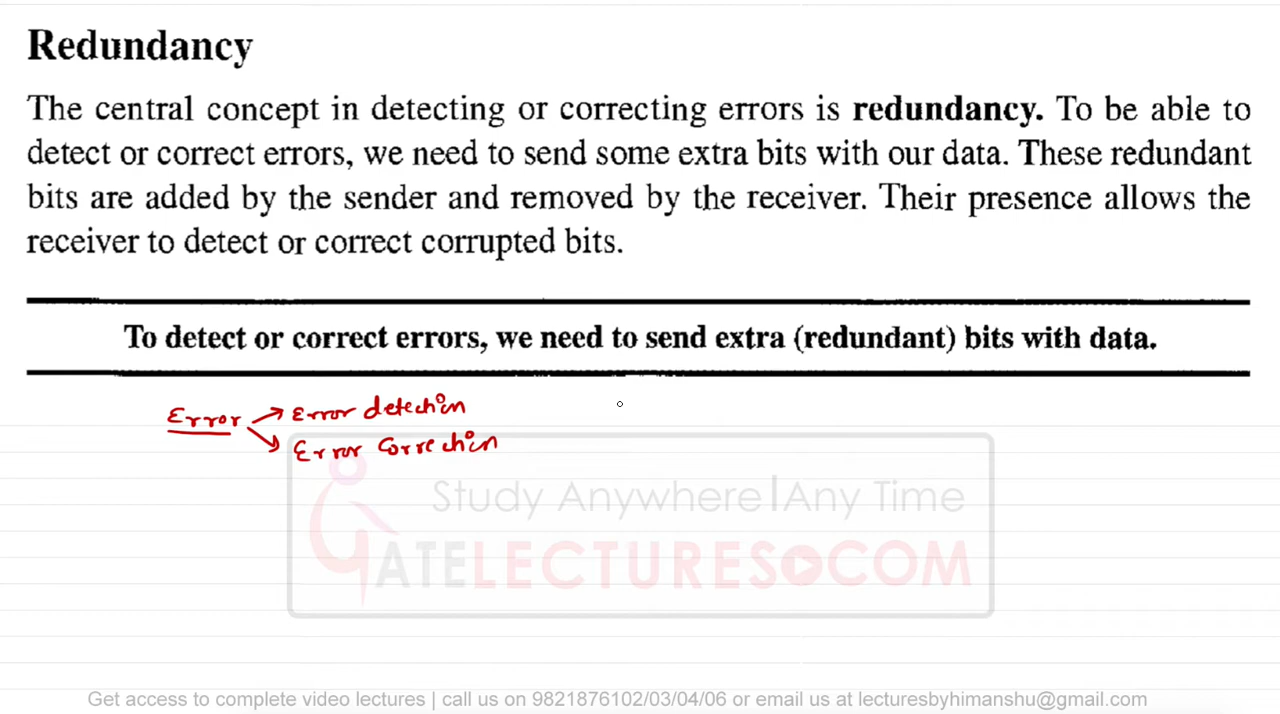 Redundancy
The central concept in detecting or correcting errors is redundancy. To be able to
detect or correct errors, we need to send some extra bits with our data. These redundant
bits are added by the sender and removed by the receiver. Their presence allows the
receiver to detect or correct corrupted bits.
To detect or correct errors, we need to send extra (redundant) bits with data.
Error
Error detection
Error correction
Study Anywhere|Any Time
GATELECTURES.COM
Get access to complete video lectures | call us on 9821876102/03/04/06 or email us at lecturesbyhimanshu@gmail.com